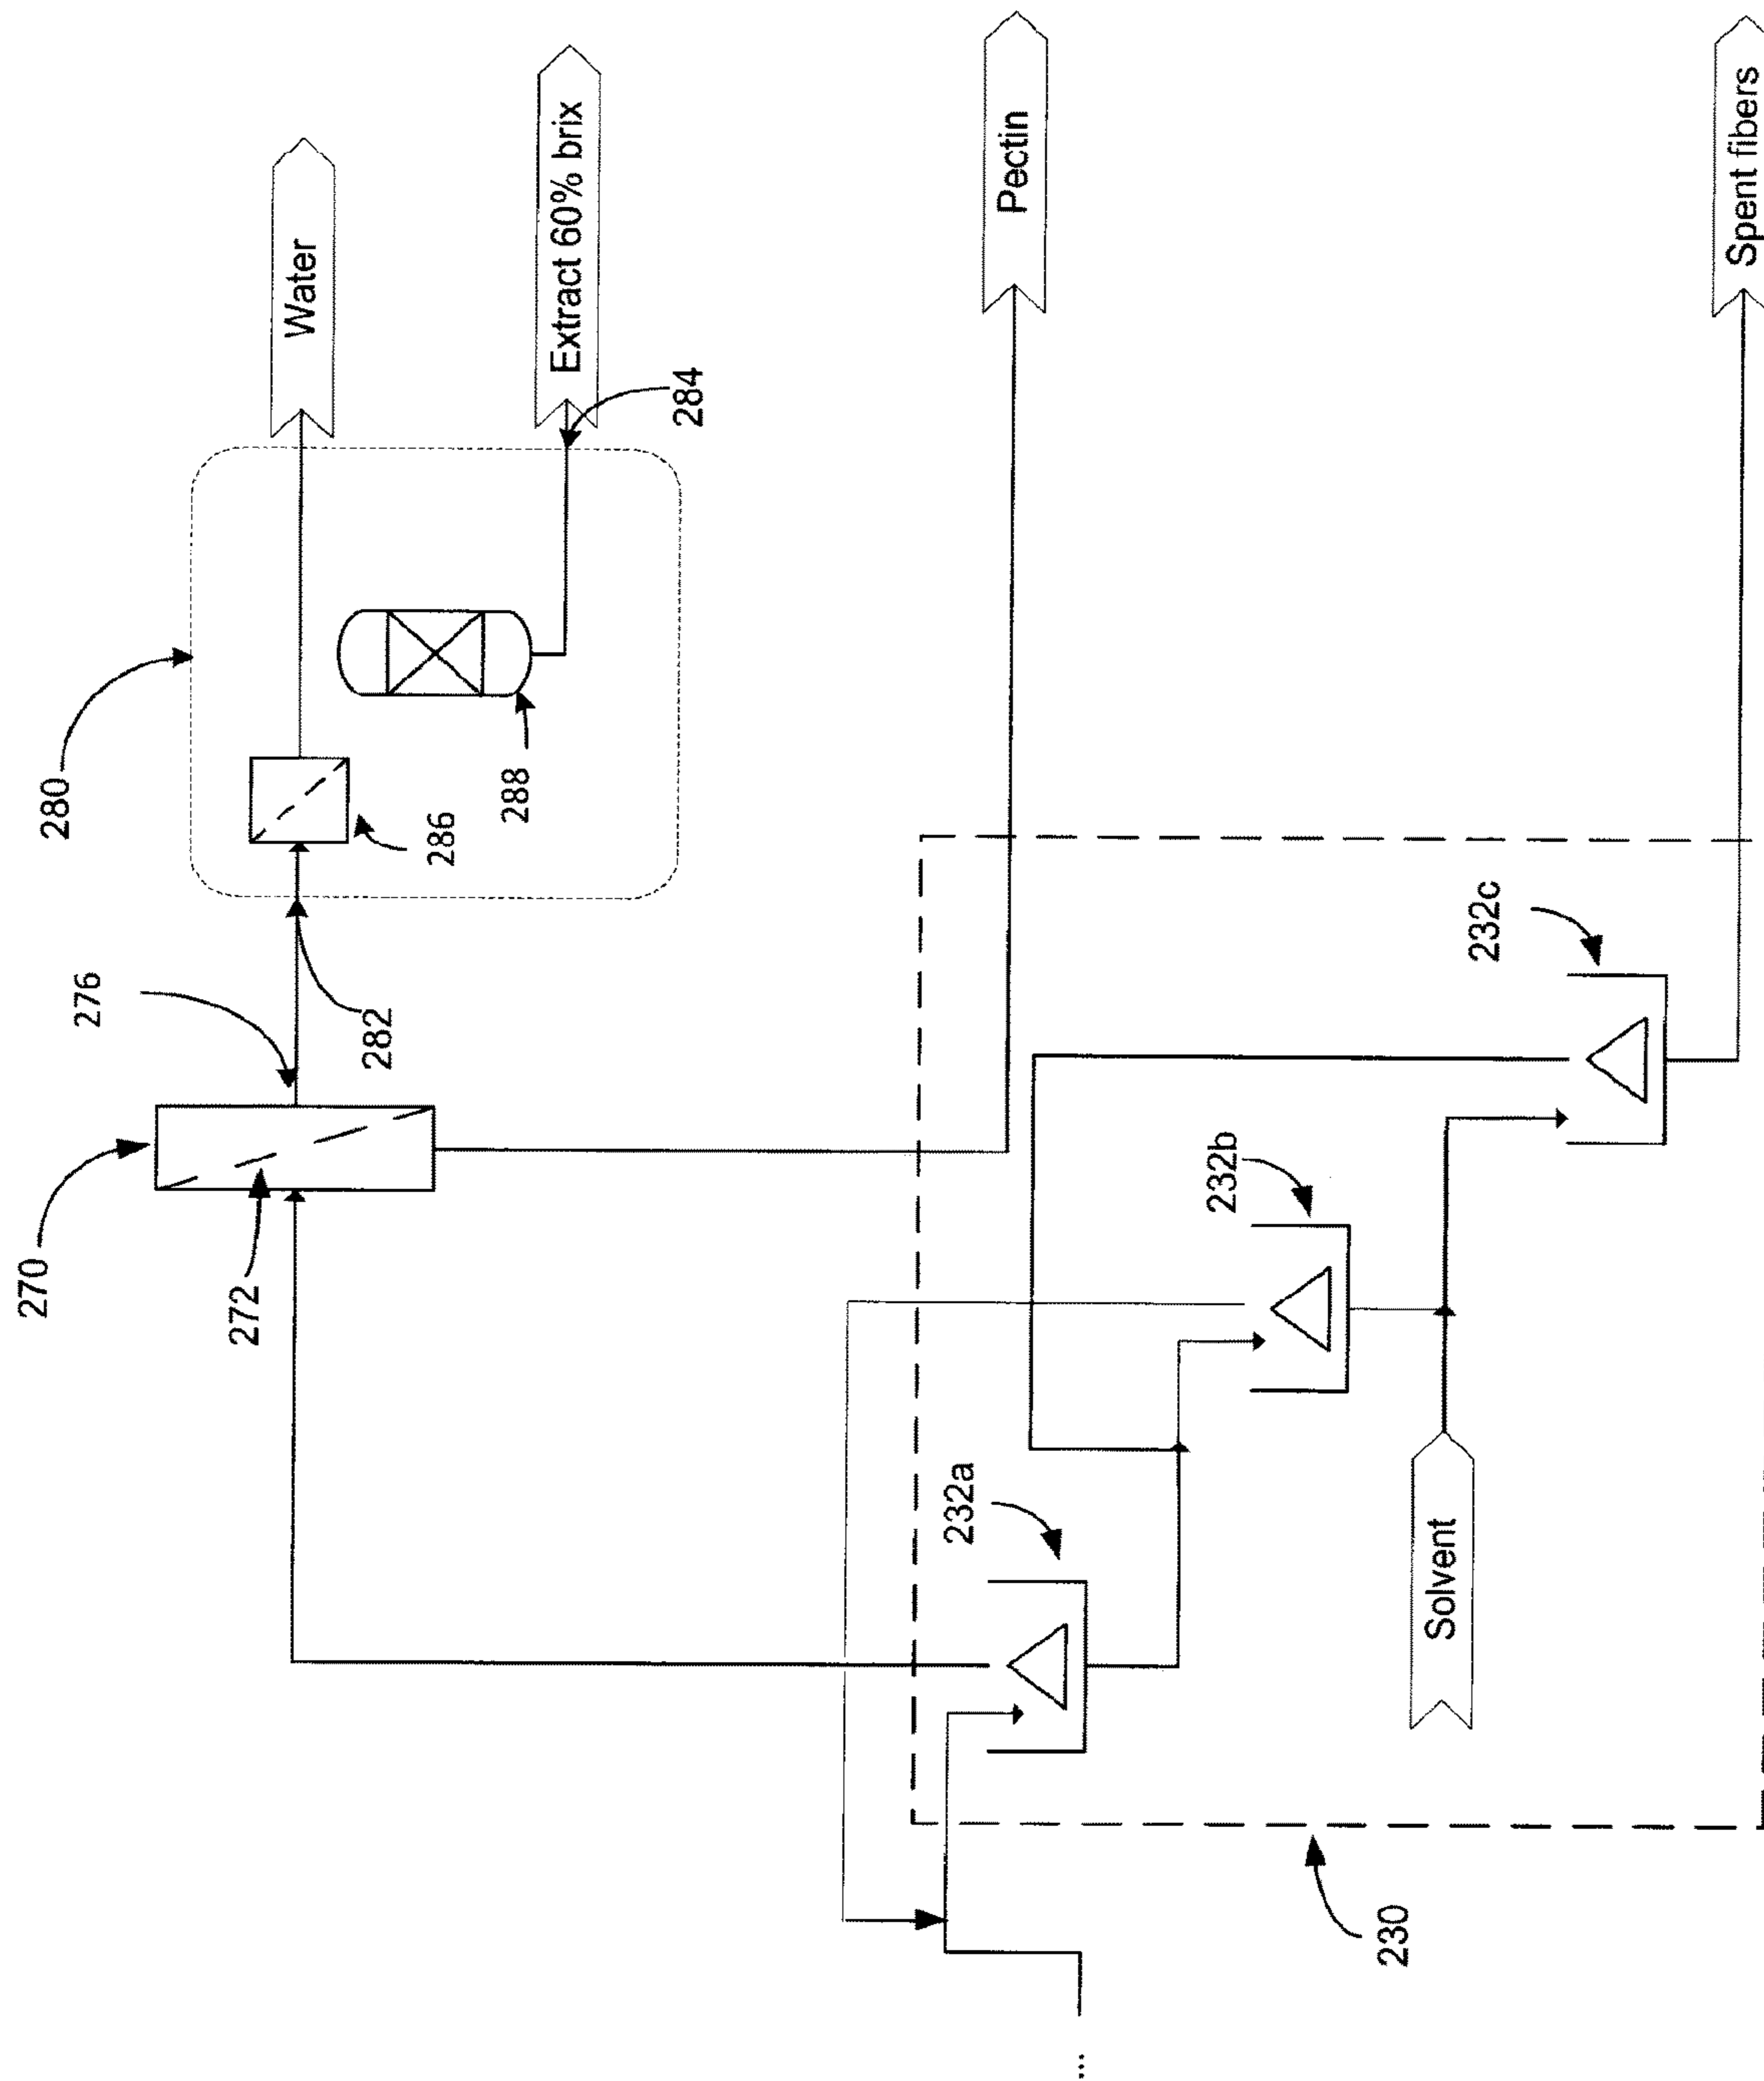 280
Water
Extract 60% brix
284
286
288
276
282
270
272
Pectin
232c
232b
232a
Solvent
Spent fibers
230
...